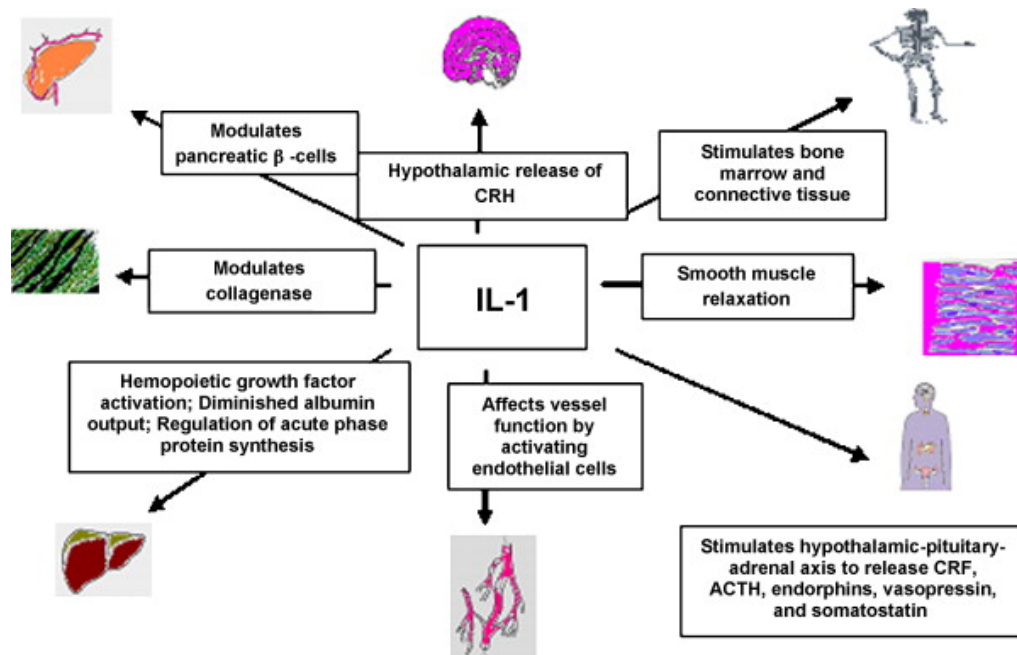 Modulates
pancreatic β -cells
Hypothalamic release of
CRH
Stimulates bone
marrow and
connective tissue
Modulates
collagenase
IL-1
Smooth muscle
relaxation
Hemopoietic growth factor
activation; Diminished albumin
output; Regulation of acute phase
protein synthesis
Affects vessel
function by
activating
endothelial cells
Stimulates hypothalamic-pituitary-
adrenal axis to release CRF,
ACTH, endorphins, vasopressin,
and somatostatin